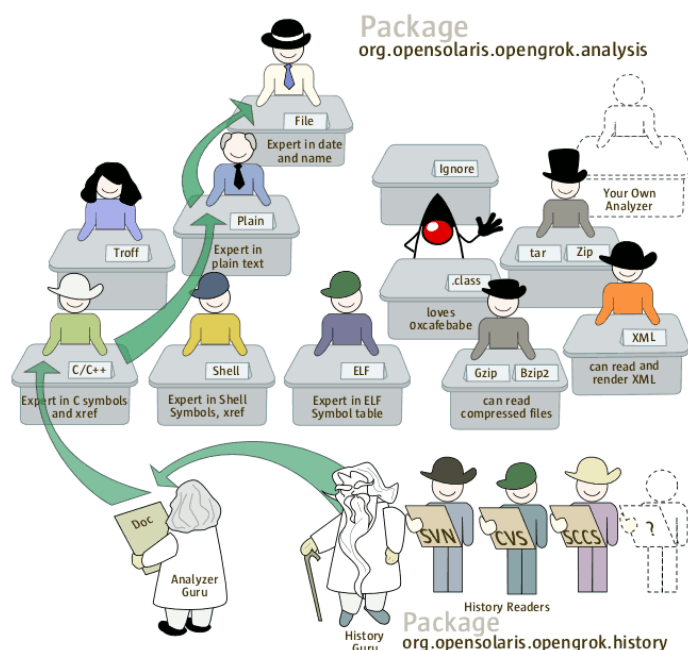 Package
org.opensolaris.opengrok.analysis
File
Expert in date
and name
Ignore
Your Own
Analyzer
Troff
Plain
Expert in
plain text
tar
Zip
.class
loves
0xcafebabe
XML
can read and
render XML
C/C++
Expert in C symbols
and xref
Shell
Expert in Shell
Symbols, xref
ELF
Expert in ELF
Symbol table
Gzip
Bzip2
can read
compressed files
Doc
Analyzer
Guru
SVN
CVS
SCCS
?
History Readers
History
Guru
Package
org.opensolaris.opengrok.history